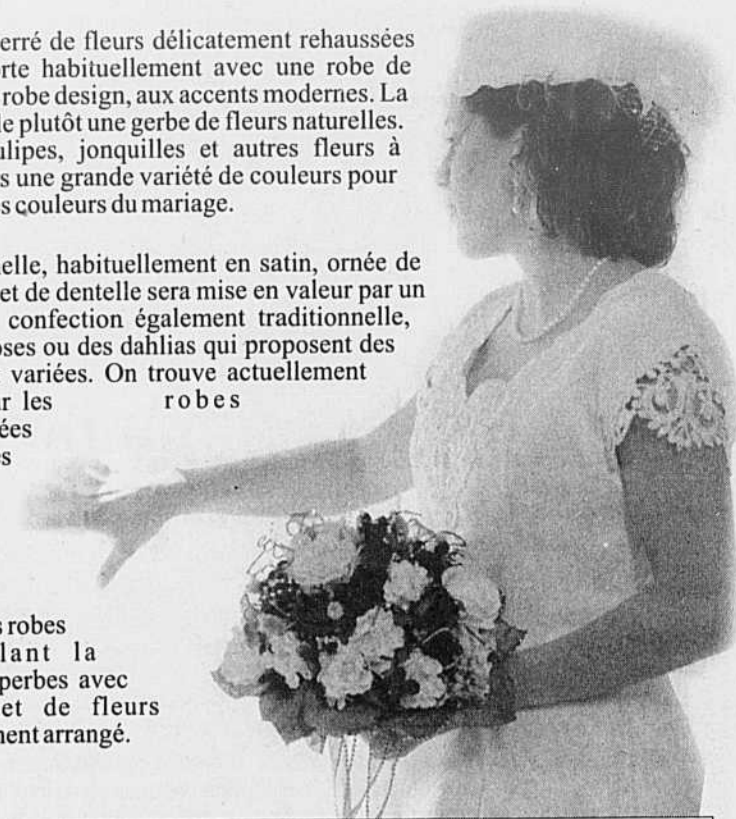 erré de fleurs délicatement rehaussées
rte habituellement avec une robe de
robe design, aux accents modernes. La
le plutôt une gerbe de fleurs naturelles.
ulipes, jonquilles et autres fleurs à
s une grande variété de couleurs pour
s couleurs du mariage.
elle, habituellement en satin, ornée de
et de dentelle sera mise en valeur par un
confection également traditionnelle,
oses ou des dahlias qui proposent des
variées. On trouve actuellement
r les robes
ées
s
s robes
lant la
perbes avec
et de fleurs
nent arrangé.